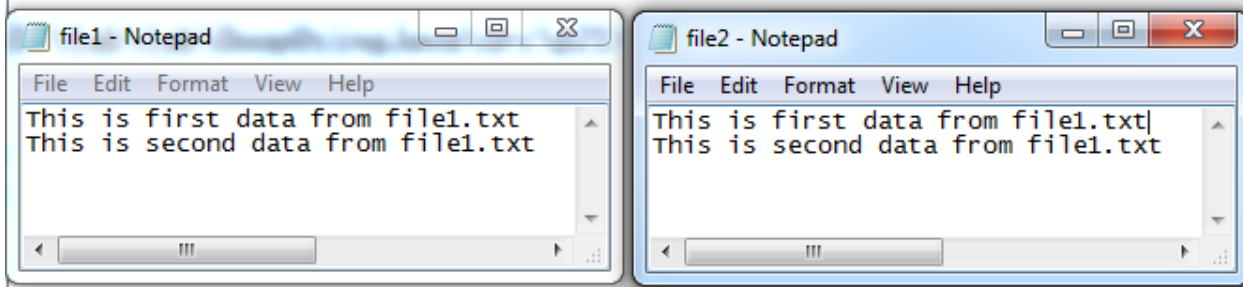 file1 - Notepad
File Edit Format View Help
This is first data from file1.txt
This is second data from file1.txt
file2 - Notepad
File Edit Format View Help
This is first data from file1.txt
This is second data from file1.txt